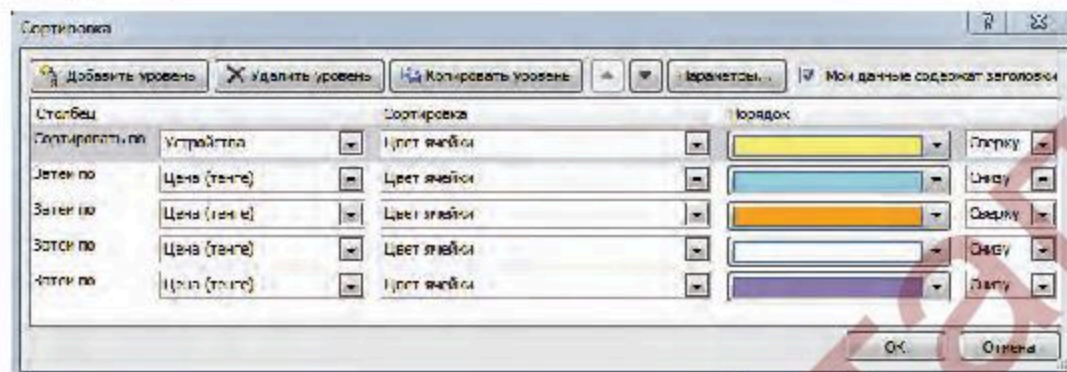 Сортировка
Добавить уровень Удалить уровень Копировать уровень Параметры... Мои данные содержат заголовки
Столбец Сортировка Порядок
Сортировать по Устройства Цвет ячейки Сверху
Затем по Цена (тенге) Цвет ячейки Снизу
Затем по Цена (тенге) Цвет ячейки Сверху
Затем по Цена (тенге) Цвет ячейки Снизу
Затем по Цена (тенге) Цвет ячейки Снизу
ОК Отмена